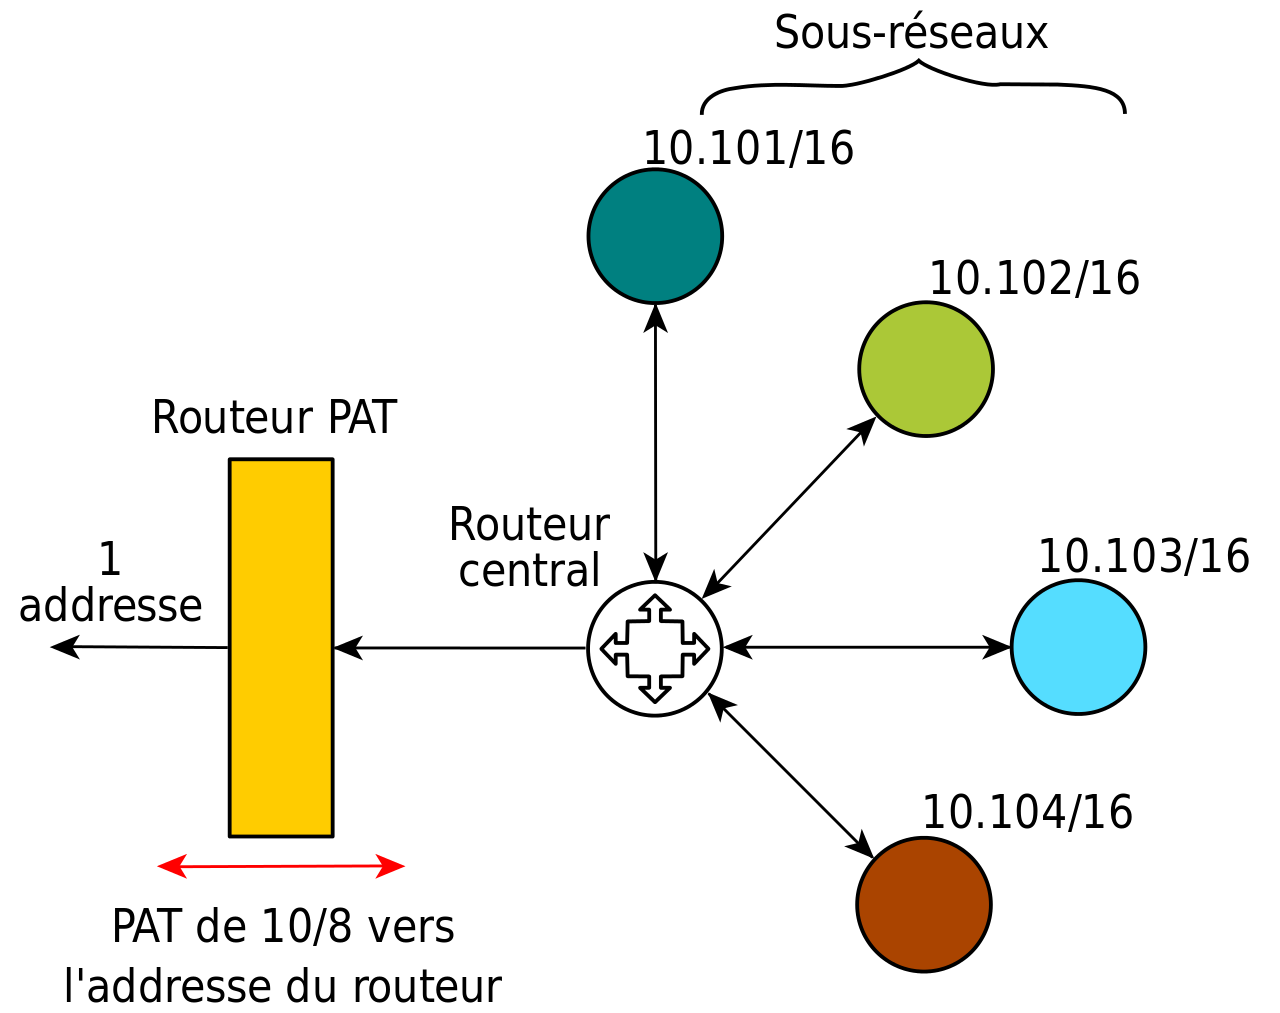 Sous-réseaux
10.101/16
10.102/16
Routeur PAT
Routeur
central
1
addresse
10.103/16
10.104/16
PAT de 10/8 vers
l'addresse du routeur